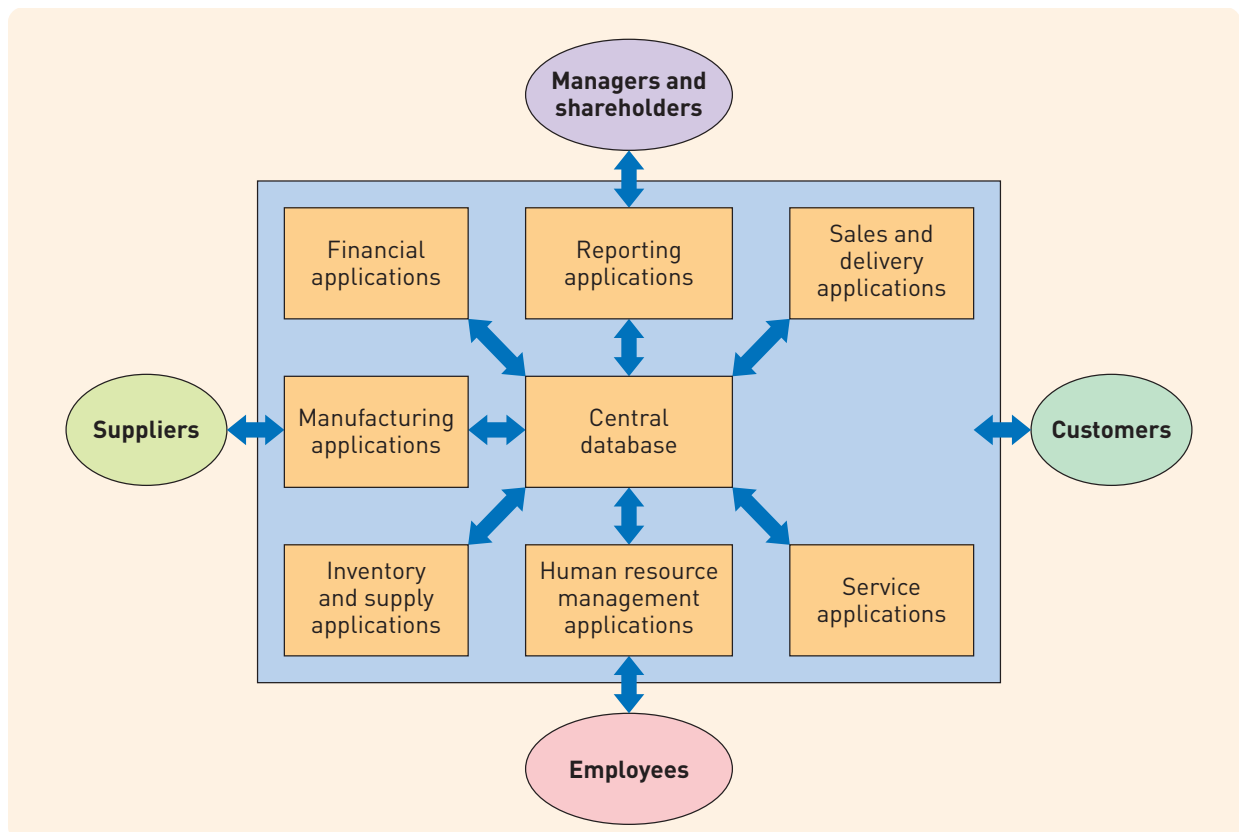 Managers and
shareholders
Financial
applications
Reporting
applications
Sales and
delivery
applications
Suppliers
Manufacturing
applications
Central
database
Customers
Inventory
and supply
applications
Human resource
management
applications
Service
applications
Employees